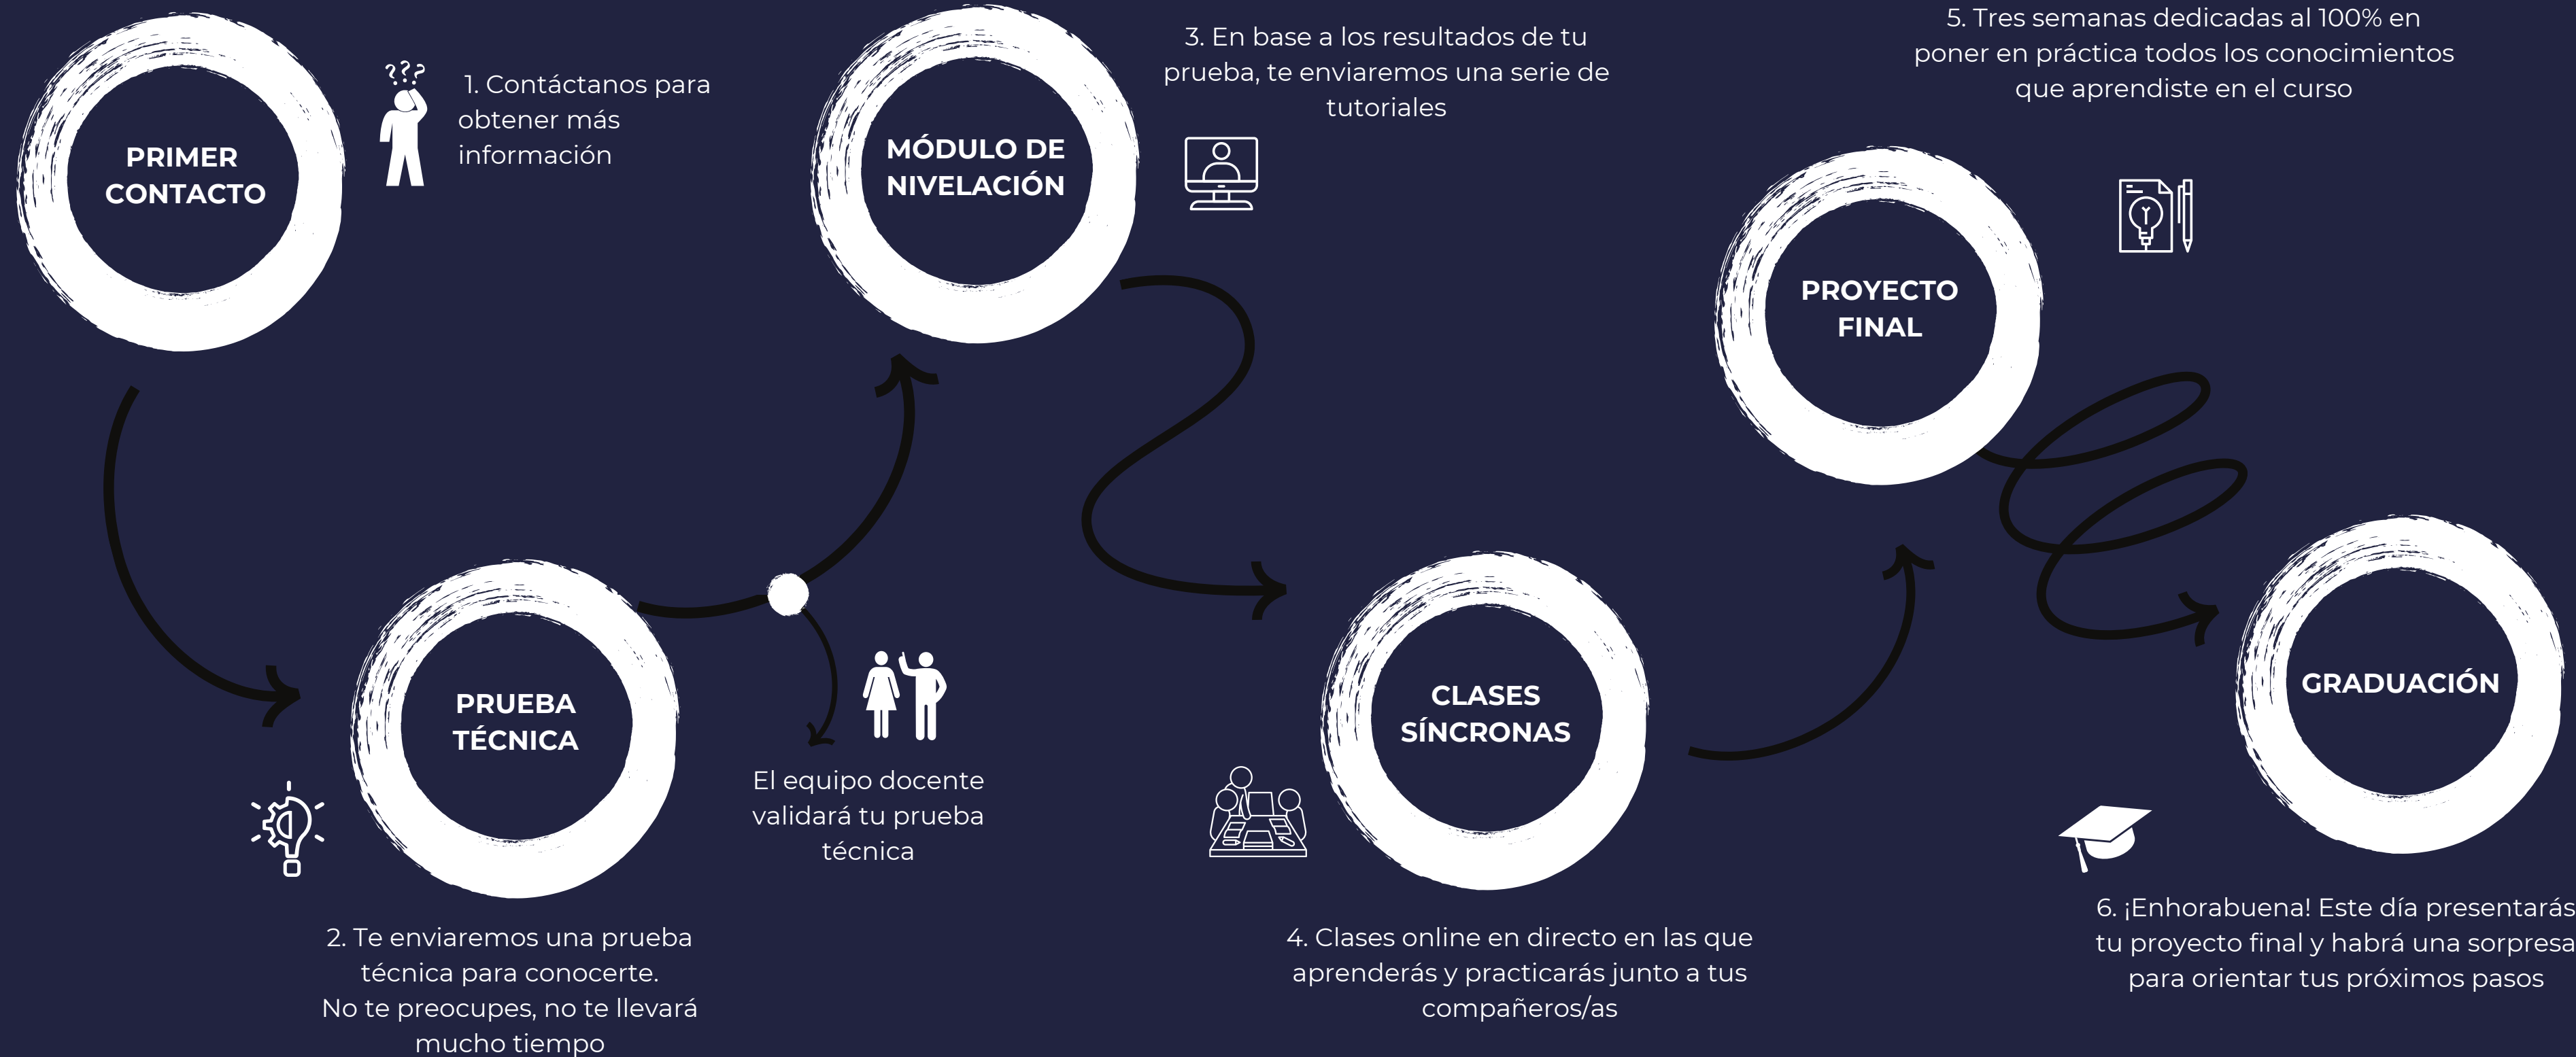 PRIMER
CONTACTO
???
1. Contáctanos para
obtener más
información
PRUEBA
TÉCNICA
2. Te enviaremos una prueba
técnica para conocerte.
No te preocupes, no te llevará
mucho tiempo
El equipo docente
validará tu prueba
técnica
MÓDULO DE
NIVELACIÓN
3. En base a los resultados de tu
prueba, te enviaremos una serie de
tutoriales
CLASES
SÍNCRONAS
4. Clases online en directo en las que
aprenderás y practicarás junto a tus
compañeros/as
PROYECTO
FINAL
5. Tres semanas dedicadas al 100% en
poner en práctica todos los conocimientos
que aprendiste en el curso
GRADUACIÓN
6. ¡Enhorabuena! Este día presentarás
tu proyecto final y habrá una sorpresa
para orientar tus próximos pasos